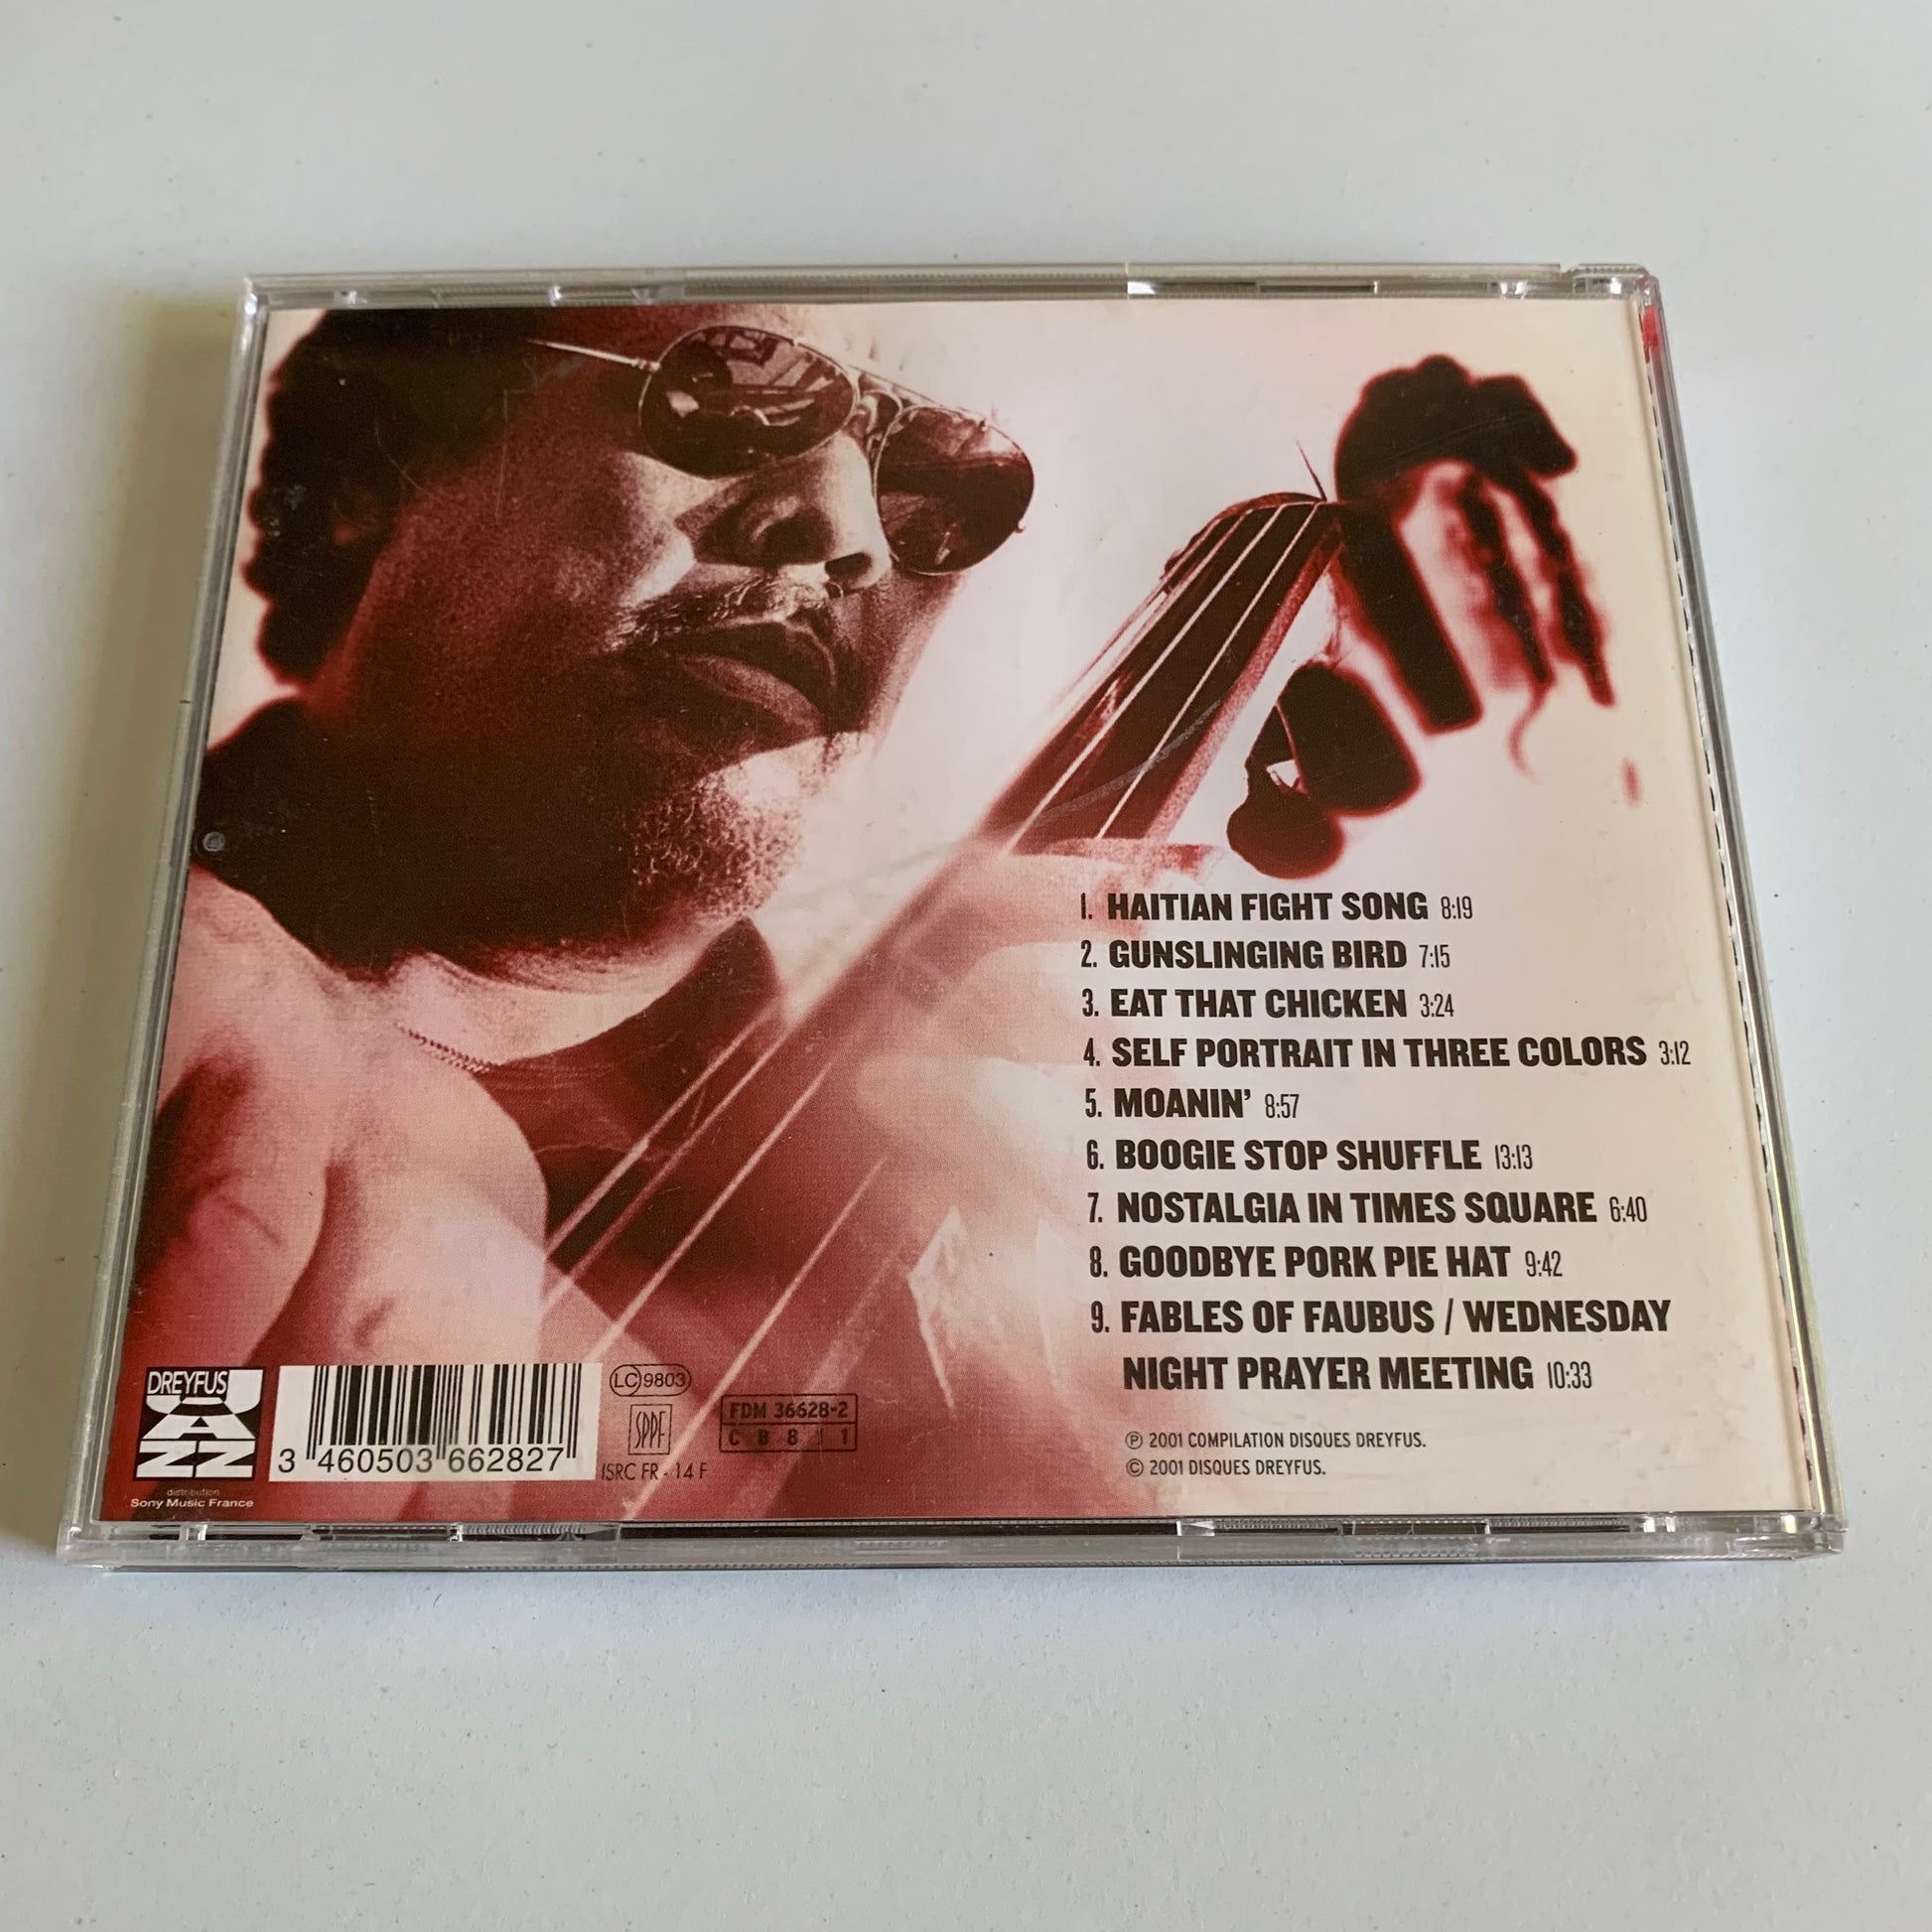 1. HAITIAN FIGHT SONG 8:19
2. GUNSLINGING BIRD 7:15
3. EAT THAT CHICKEN 3:24
4. SELF PORTRAIT IN THREE COLORS 3:12
5. MOANIN' 8:57
6. BOOGIE STOP SHUFFLE 13:13
7. NOSTALGIA IN TIMES SQUARE 6:40
8. GOODBYE PORK PIE HAT 9:42
9. FABLES OF FAUBUS / WEDNESDAY
NIGHT PRAYER MEETING 10:33
℗ 2001 COMPILATION DISQUES DREYFUS.
© 2001 DISQUES DREYFUS.
DREYFUS
JAZZ
distribution
Sony Music France
3 460503 662827
LC 9803
SPPF
ISRC FR - 14 F
FDM 36628-2
C B 8 1 1